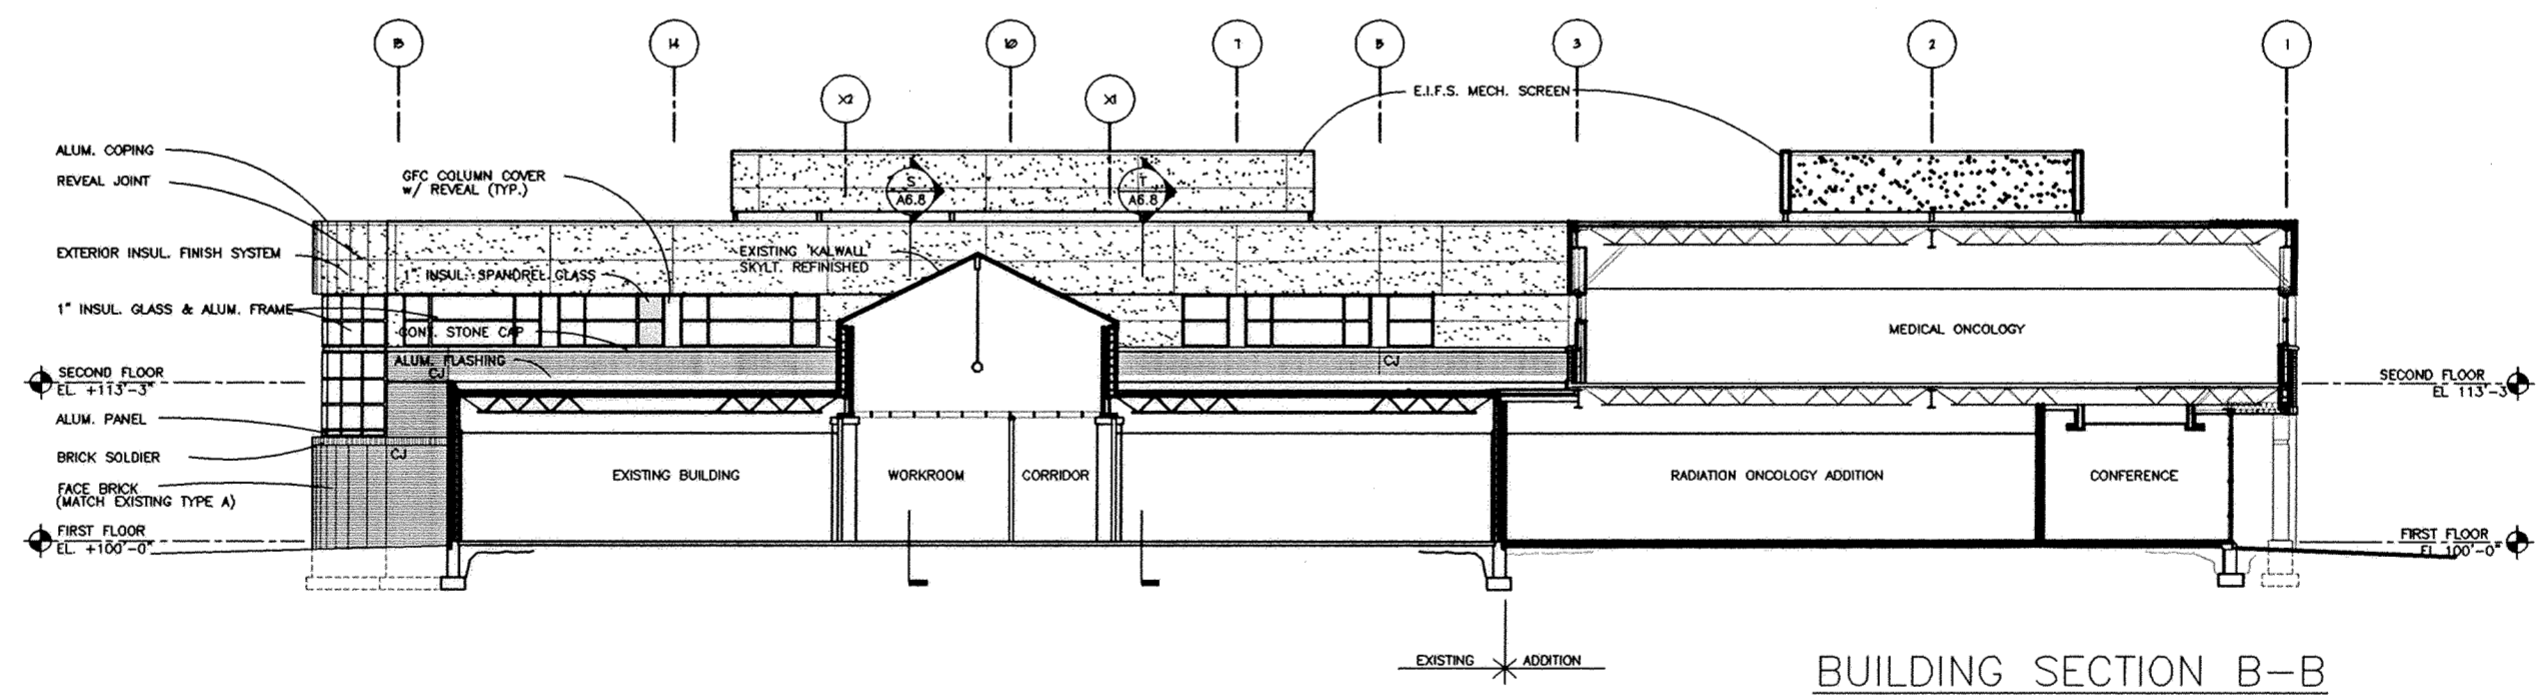 15
14
10
7
5
3
2
1
X2
X1
E.I.F.S. MECH. SCREEN
ALUM. COPING
REVEAL JOINT
GFC COLUMN COVER
W/ REVEAL (TYP.)
S
A6.8
T
A6.8
EXTERIOR INSUL. FINISH SYSTEM
EXISTING 'KALWALL'
SKYLT. REFINISHED
1" INSUL. SPANDREL GLASS
1" INSUL. GLASS & ALUM. FRAME
CONT. STONE CAP
MEDICAL ONCOLOGY
ALUM. FLASHING
CJ
CJ
SECOND FLOOR
EL. +113'-3"
SECOND FLOOR
EL 113'-3
ALUM. PANEL
BRICK SOLDIER
CJ
EXISTING BUILDING
WORKROOM
CORRIDOR
RADIATION ONCOLOGY ADDITION
CONFERENCE
FACE BRICK
(MATCH EXISTING TYPE A)
FIRST FLOOR
EL. +100'-0"
FIRST FLOOR
EL 100'-0"
EXISTING
ADDITION
BUILDING SECTION B-B